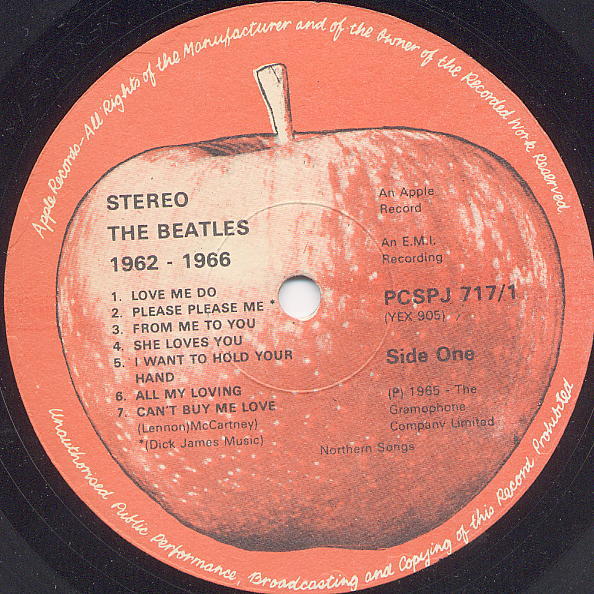 Apple Records-All Rights of the Manufacturer and of the Owner of the Recorded Work Reserved
STEREO
THE BEATLES
1962 - 1966
1. LOVE ME DO
2. PLEASE PLEASE ME *
3. FROM ME TO YOU
4. SHE LOVES YOU
5. I WANT TO HOLD YOUR
HAND
6. ALL MY LOVING
7. CAN'T BUY ME LOVE
(Lennon)McCartney)
*(Dick James Music)
An Apple
Record
An E.M.I.
Recording
PCSPJ 717/1
(YEX 905)
Side One
(P) 1965 - The
Gramophone
Company Limited
Northern Songs
Unauthorised Public Performance, Broadcasting and Copying of this Record Prohibited